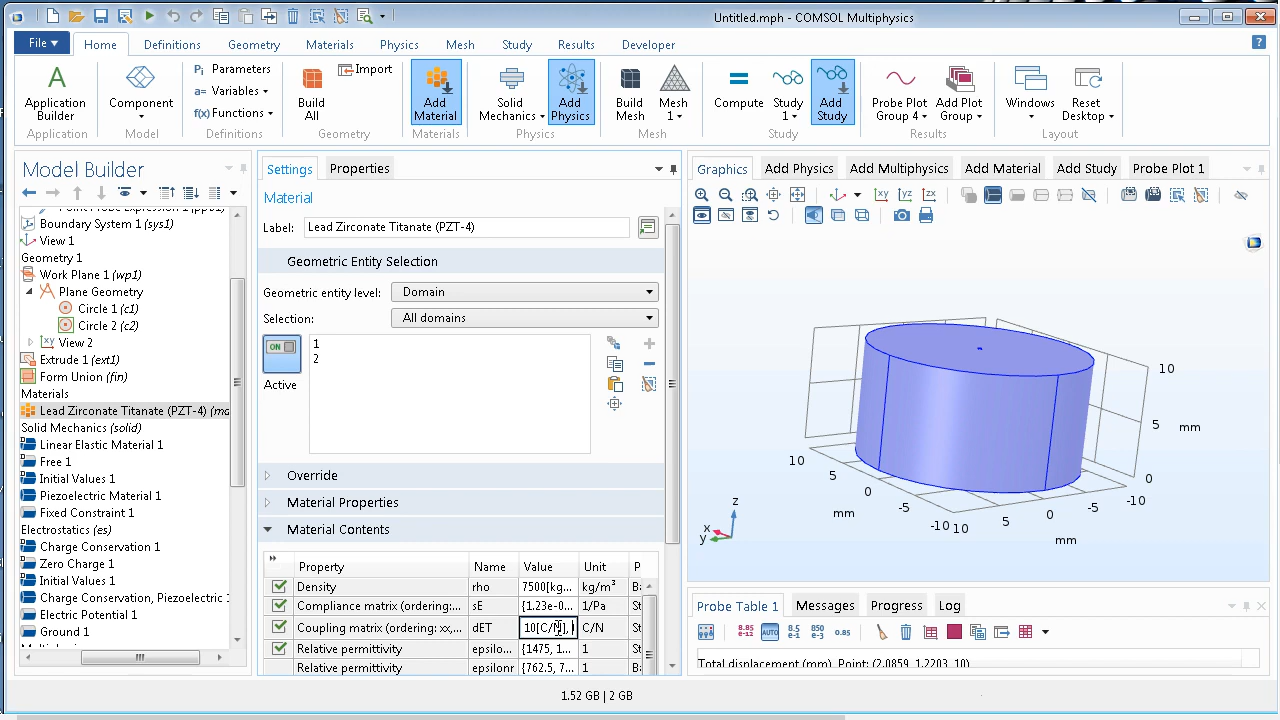 Untitled.mph - COMSOL Multiphysics
File Home Definitions Geometry Materials Physics Mesh Study Results Developer
Application Builder
Application
Component
Model
Pi Parameters
a= Variables
f(x) Functions
Definitions
Import
Build All
Geometry
Add Material
Materials
Solid Mechanics
Add Physics
Physics
Build Mesh
Mesh 1
Mesh
Compute
Study 1
Add Study
Study
Probe Plot Group 4
Add Plot Group
Results
Windows
Reset Desktop
Layout
Model Builder
Boundary System 1 (sys1)
View 1
Geometry 1
Work Plane 1 (wp1)
Plane Geometry
Circle 1 (c1)
Circle 2 (c2)
View 2
Extrude 1 (ext1)
Form Union (fin)
Materials
Lead Zirconate Titanate (PZT-4) (
Solid Mechanics (solid)
Linear Elastic Material 1
Free 1
Initial Values 1
Piezoelectric Material 1
Fixed Constraint 1
Electrostatics (es)
Charge Conservation 1
Zero Charge 1
Initial Values 1
Charge Conservation, Piezoelectric
Electric Potential 1
Ground 1
Settings Properties
Material
Label: Lead Zirconate Titanate (PZT-4)
Geometric Entity Selection
Geometric entity level: Domain
Selection: All domains
ON
Active
1
2
Override
Material Properties
Material Contents
Property Name Value Unit P
Density rho 7500[kg... kg/m³
Compliance matrix (ordering:... sE {1.23e-0... 1/Pa
Coupling matrix (ordering: xx,... dET C/N
Relative permittivity epsilo... {1475, 1... 1
Relative permittivity epsilonr {762.5, 7... 1
Graphics Add Physics Add Multiphysics Add Material Add Study Probe Plot 1
10
5
0
mm
10
5
0
-5
-10
mm
10
5
0
-5
-10
mm
z
x
y
Probe Table 1 Messages Progress Log
8.85 e-12
AUTO
8.5 e-1
850 e-3
0.85
Total displacement (mm), Point: (2.0859, 1.2203, 10)
1.52 GB | 2 GB